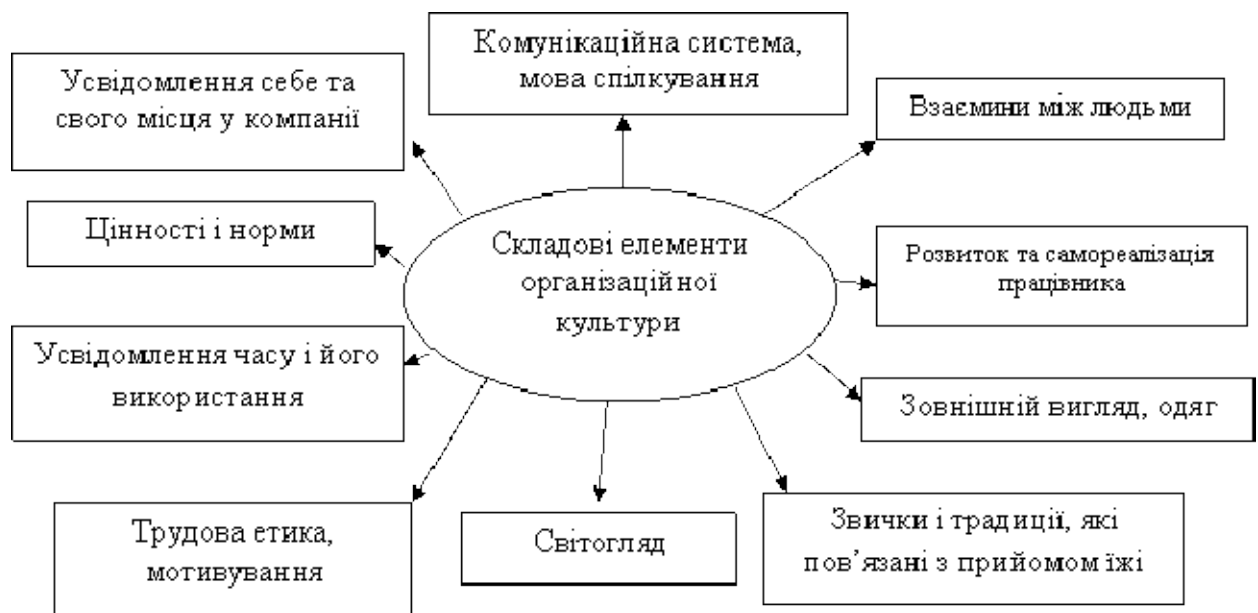 Комунікаційна система,
мова спілкування
Усвідомлення себе та
свого місця у компанії
Взаємини між людьми
Цінності і норми
Складові елементи
організаційної
культури
Розвиток та самореалізація
працівника
Усвідомлення часу і його
використання
Зовнішній вигляд, одяг
Трудова етика,
мотивування
Світогляд
Звички і традиції, які
пов’язані з прийомом їжі